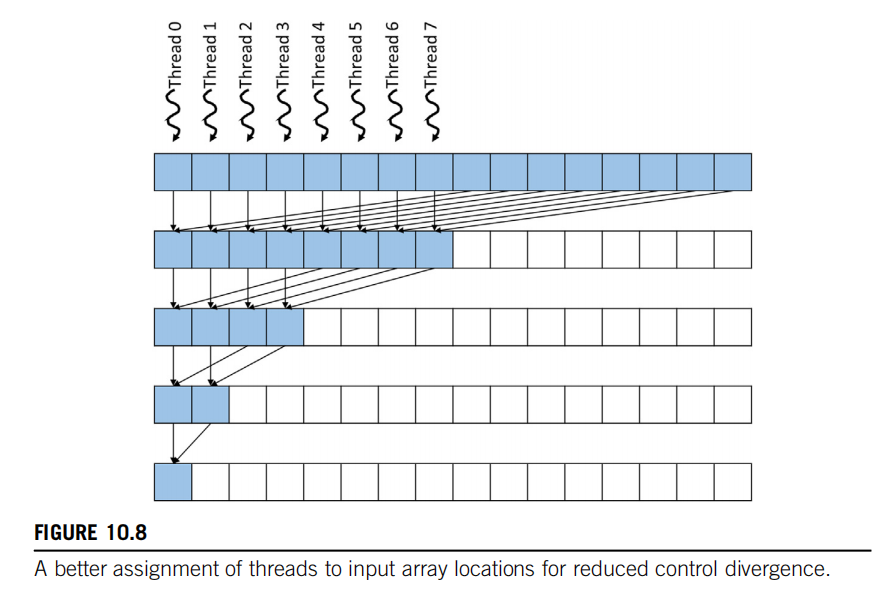 Thread 0
Thread 1
Thread 2
Thread 3
Thread 4
Thread 5
Thread 6
Thread 7
FIGURE 10.8
A better assignment of threads to input array locations for reduced control divergence.